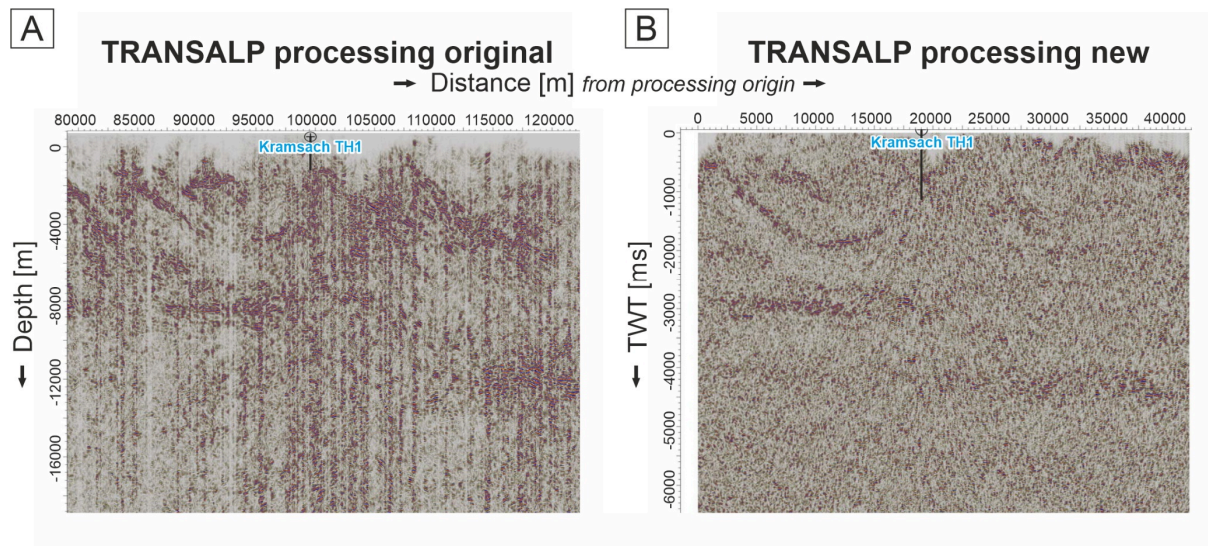 A
TRANSALP processing original
B
TRANSALP processing new
→ Distance [m] from processing origin →
80000 85000 90000 95000 100000 105000 110000 115000 120000
Kramsach TH1
0
-4000
-8000
-12000
-16000
← Depth [m]
0 5000 10000 15000 20000 25000 30000 35000 40000
Kramsach TH1
0
-1000
-2000
-3000
-4000
-5000
-6000
← TWT [ms]